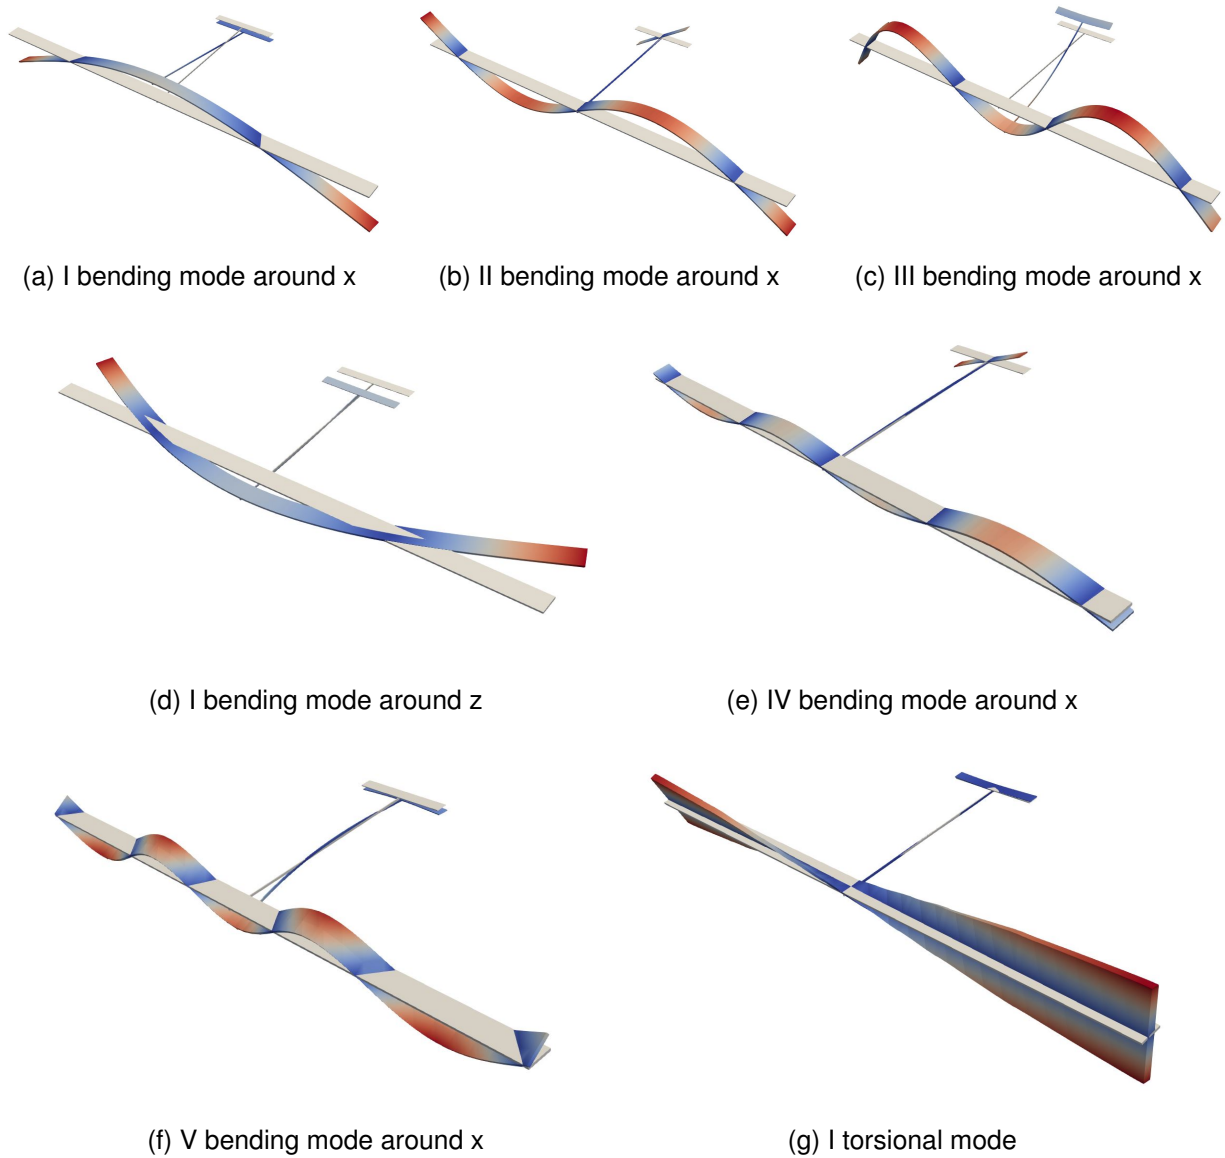 (a) I bending mode around x
(b) II bending mode around x
(c) III bending mode around x
(d) I bending mode around z
(e) IV bending mode around x
(f) V bending mode around x
(g) I torsional mode